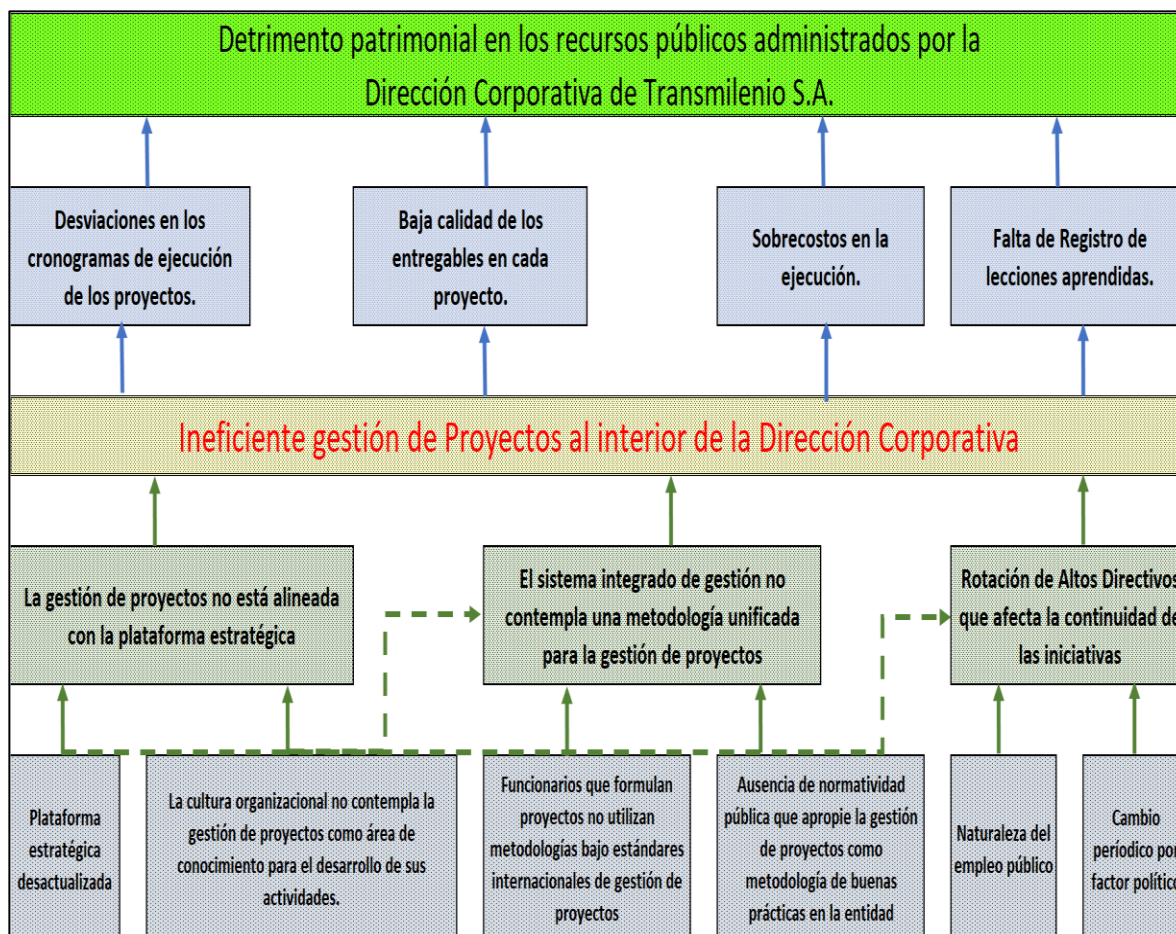 Detrimento patrimonial en los recursos públicos administrados por la
Dirección Corporativa de Transmilenio S.A.
Desviaciones en los
cronogramas de ejecución
de los proyectos.
Baja calidad de los
entregables en cada
proyecto.
Sobrecostos en la
ejecución.
Falta de Registro de
lecciones aprendidas.
Ineficiente gestión de Proyectos al interior de la Dirección Corporativa
La gestión de proyectos no está alineada
con la plataforma estratégica
El sistema integrado de gestión no
contempla una metodología unificada
para la gestión de proyectos
Rotación de Altos Directivos
que afecta la continuidad de
las iniciativas
Plataforma
estratégica
desactualizada
La cultura organizacional no contempla la
gestión de proyectos como área de
conocimiento para el desarrollo de sus
actividades.
Funcionarios que formulan
proyectos no utilizan
metodologías bajo estándares
internacionales de gestión de
proyectos
Ausencia de normatividad
pública que apropie la gestión
de proyectos como
metodología de buenas
prácticas en la entidad
Naturaleza del
empleo público
Cambio
períodico por
factor político